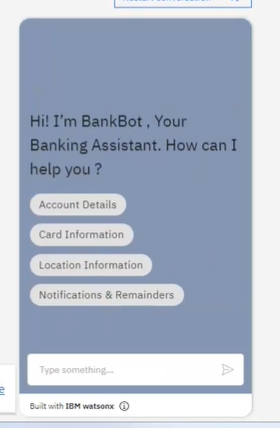 Hi! I’m BankBot , Your
Banking Assistant. How can I
help you ?
Account Details
Card Information
Location Information
Notifications & Remainders
Type something...
Built with IBM watsonx